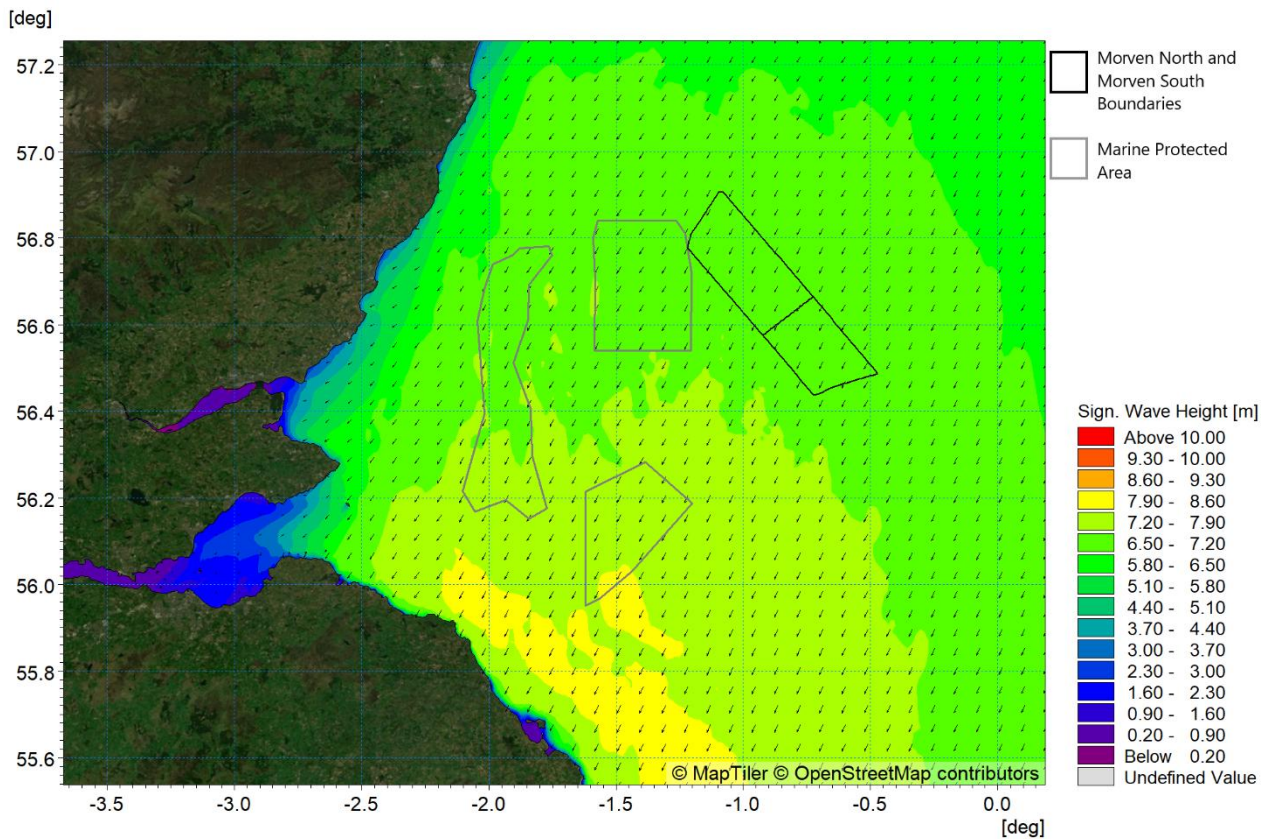 [deg]
57.2
57.0
56.8
56.6
56.4
56.2
56.0
55.8
55.6
-3.5 -3.0 -2.5 -2.0 -1.5 -1.0 -0.5 0.0
[deg]
© MapTiler © OpenStreetMap contributors
Morven North and
Morven South
Boundaries
Marine Protected
Area
Sign. Wave Height [m]
Above 10.00
9.30 - 10.00
8.60 - 9.30
7.90 - 8.60
7.20 - 7.90
6.50 - 7.20
5.80 - 6.50
5.10 - 5.80
4.40 - 5.10
3.70 - 4.40
3.00 - 3.70
2.30 - 3.00
1.60 - 2.30
0.90 - 1.60
0.20 - 0.90
Below 0.20
Undefined Value